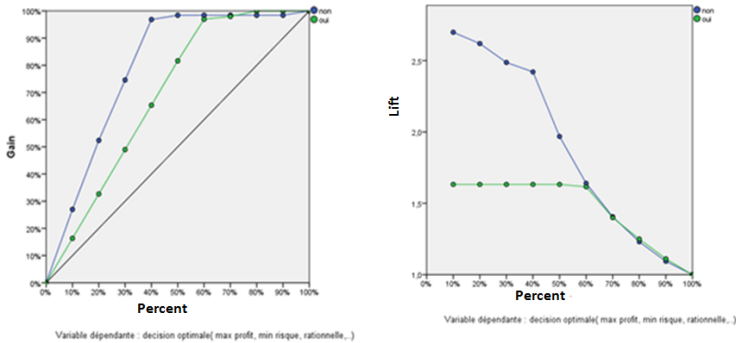 non
oui
100%
90%
80%
70%
60%
50%
40%
30%
20%
10%
0%
Gain
0% 10% 20% 30% 40% 50% 60% 70% 80% 90% 100%
Percent
Variable dépendante : decision optimale( max profit, min risque, rationnelle,..)
non
oui
2,5
2,0
1,5
1,0
Lift
0% 10% 20% 30% 40% 50% 60% 70% 80% 90% 100%
Percent
Variable dépendante : decision optimale( max profit, min risque, rationnelle,..)